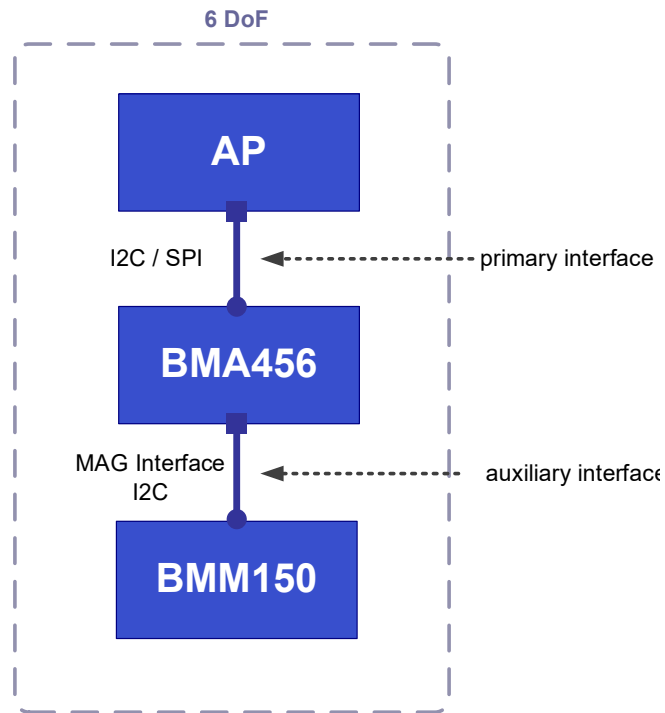 6 DoF
AP
I2C / SPI
primary interface
BMA456
MAG Interface
I2C
auxiliary interface
BMM150